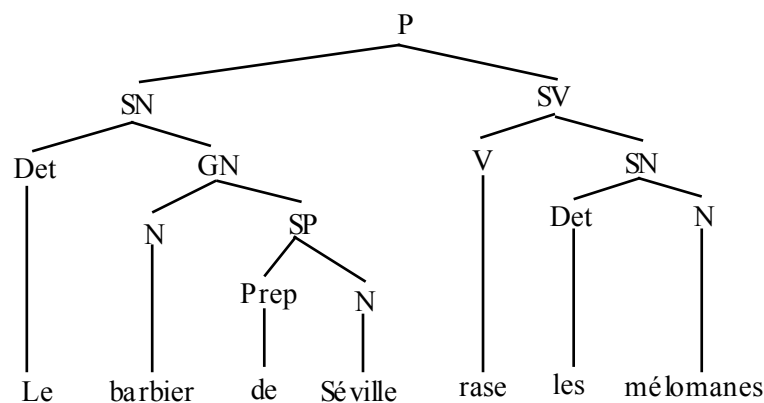 P
SN SV
Det GN V SN
N SP Det N
Prep N
Le barbier de Séville rase les mélomanes